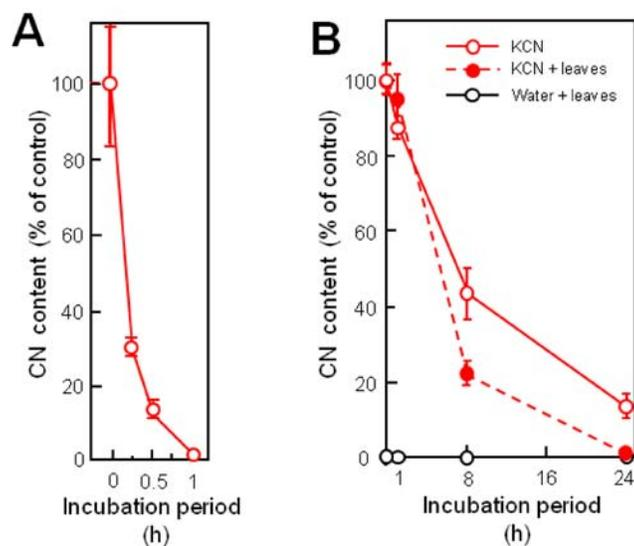 A
CN content (% of control)
100
80
60
40
20
0
0 0.5 1
Incubation period
(h)
B
CN content (% of control)
100
80
60
40
20
0
KCN
KCN + leaves
Water + leaves
1 8 16 24
Incubation period
(h)